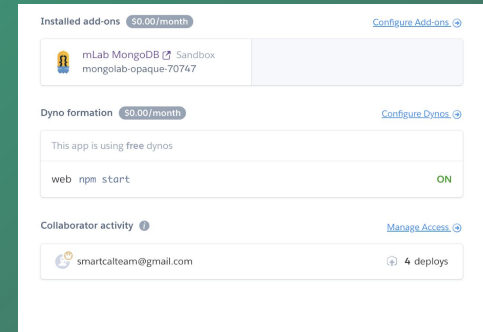 Installed add-ons $0.00/month Configure Add-ons
mLab MongoDB Sandbox
mongolab-opaque-70747
Dyno formation $0.00/month Configure Dynos
This app is using free dynos
web npm start ON
Collaborator activity i Manage Access
smartcalteam@gmail.com 4 deploys